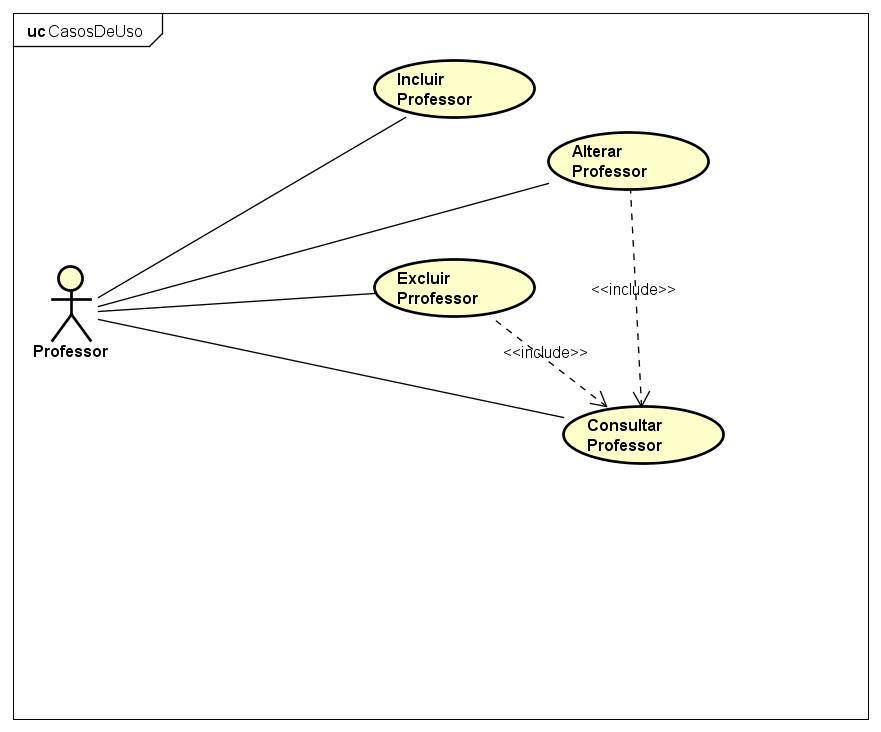 uc CasosDeUso
Incluir
Professor
Alterar
Professor
Excluir
Prrofessor
<<include>>
<<include>>
Professor
Consultar
Professor